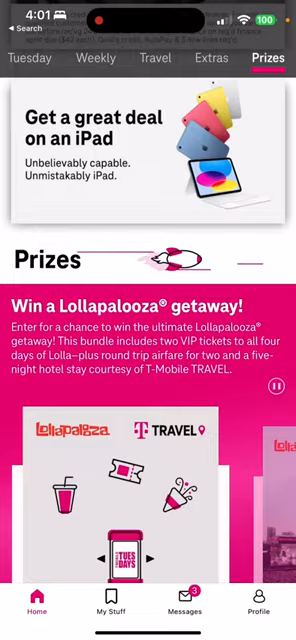 4:01
100
Search
Tuesday Weekly Travel Extras Prizes
Get a great deal
on an iPad
Unbelievably capable.
Unmistakably iPad.
Prizes
Win a Lollapalooza® getaway!
Enter for a chance to win the ultimate Lollapalooza®
getaway! This bundle includes two VIP tickets to all four
days of Lolla–plus round trip airfare for two and a five-
night hotel stay courtesy of T-Mobile TRAVEL.
Lollapalooza T TRAVEL
TUES
DAYS
3
Home My Stuff Messages Profile